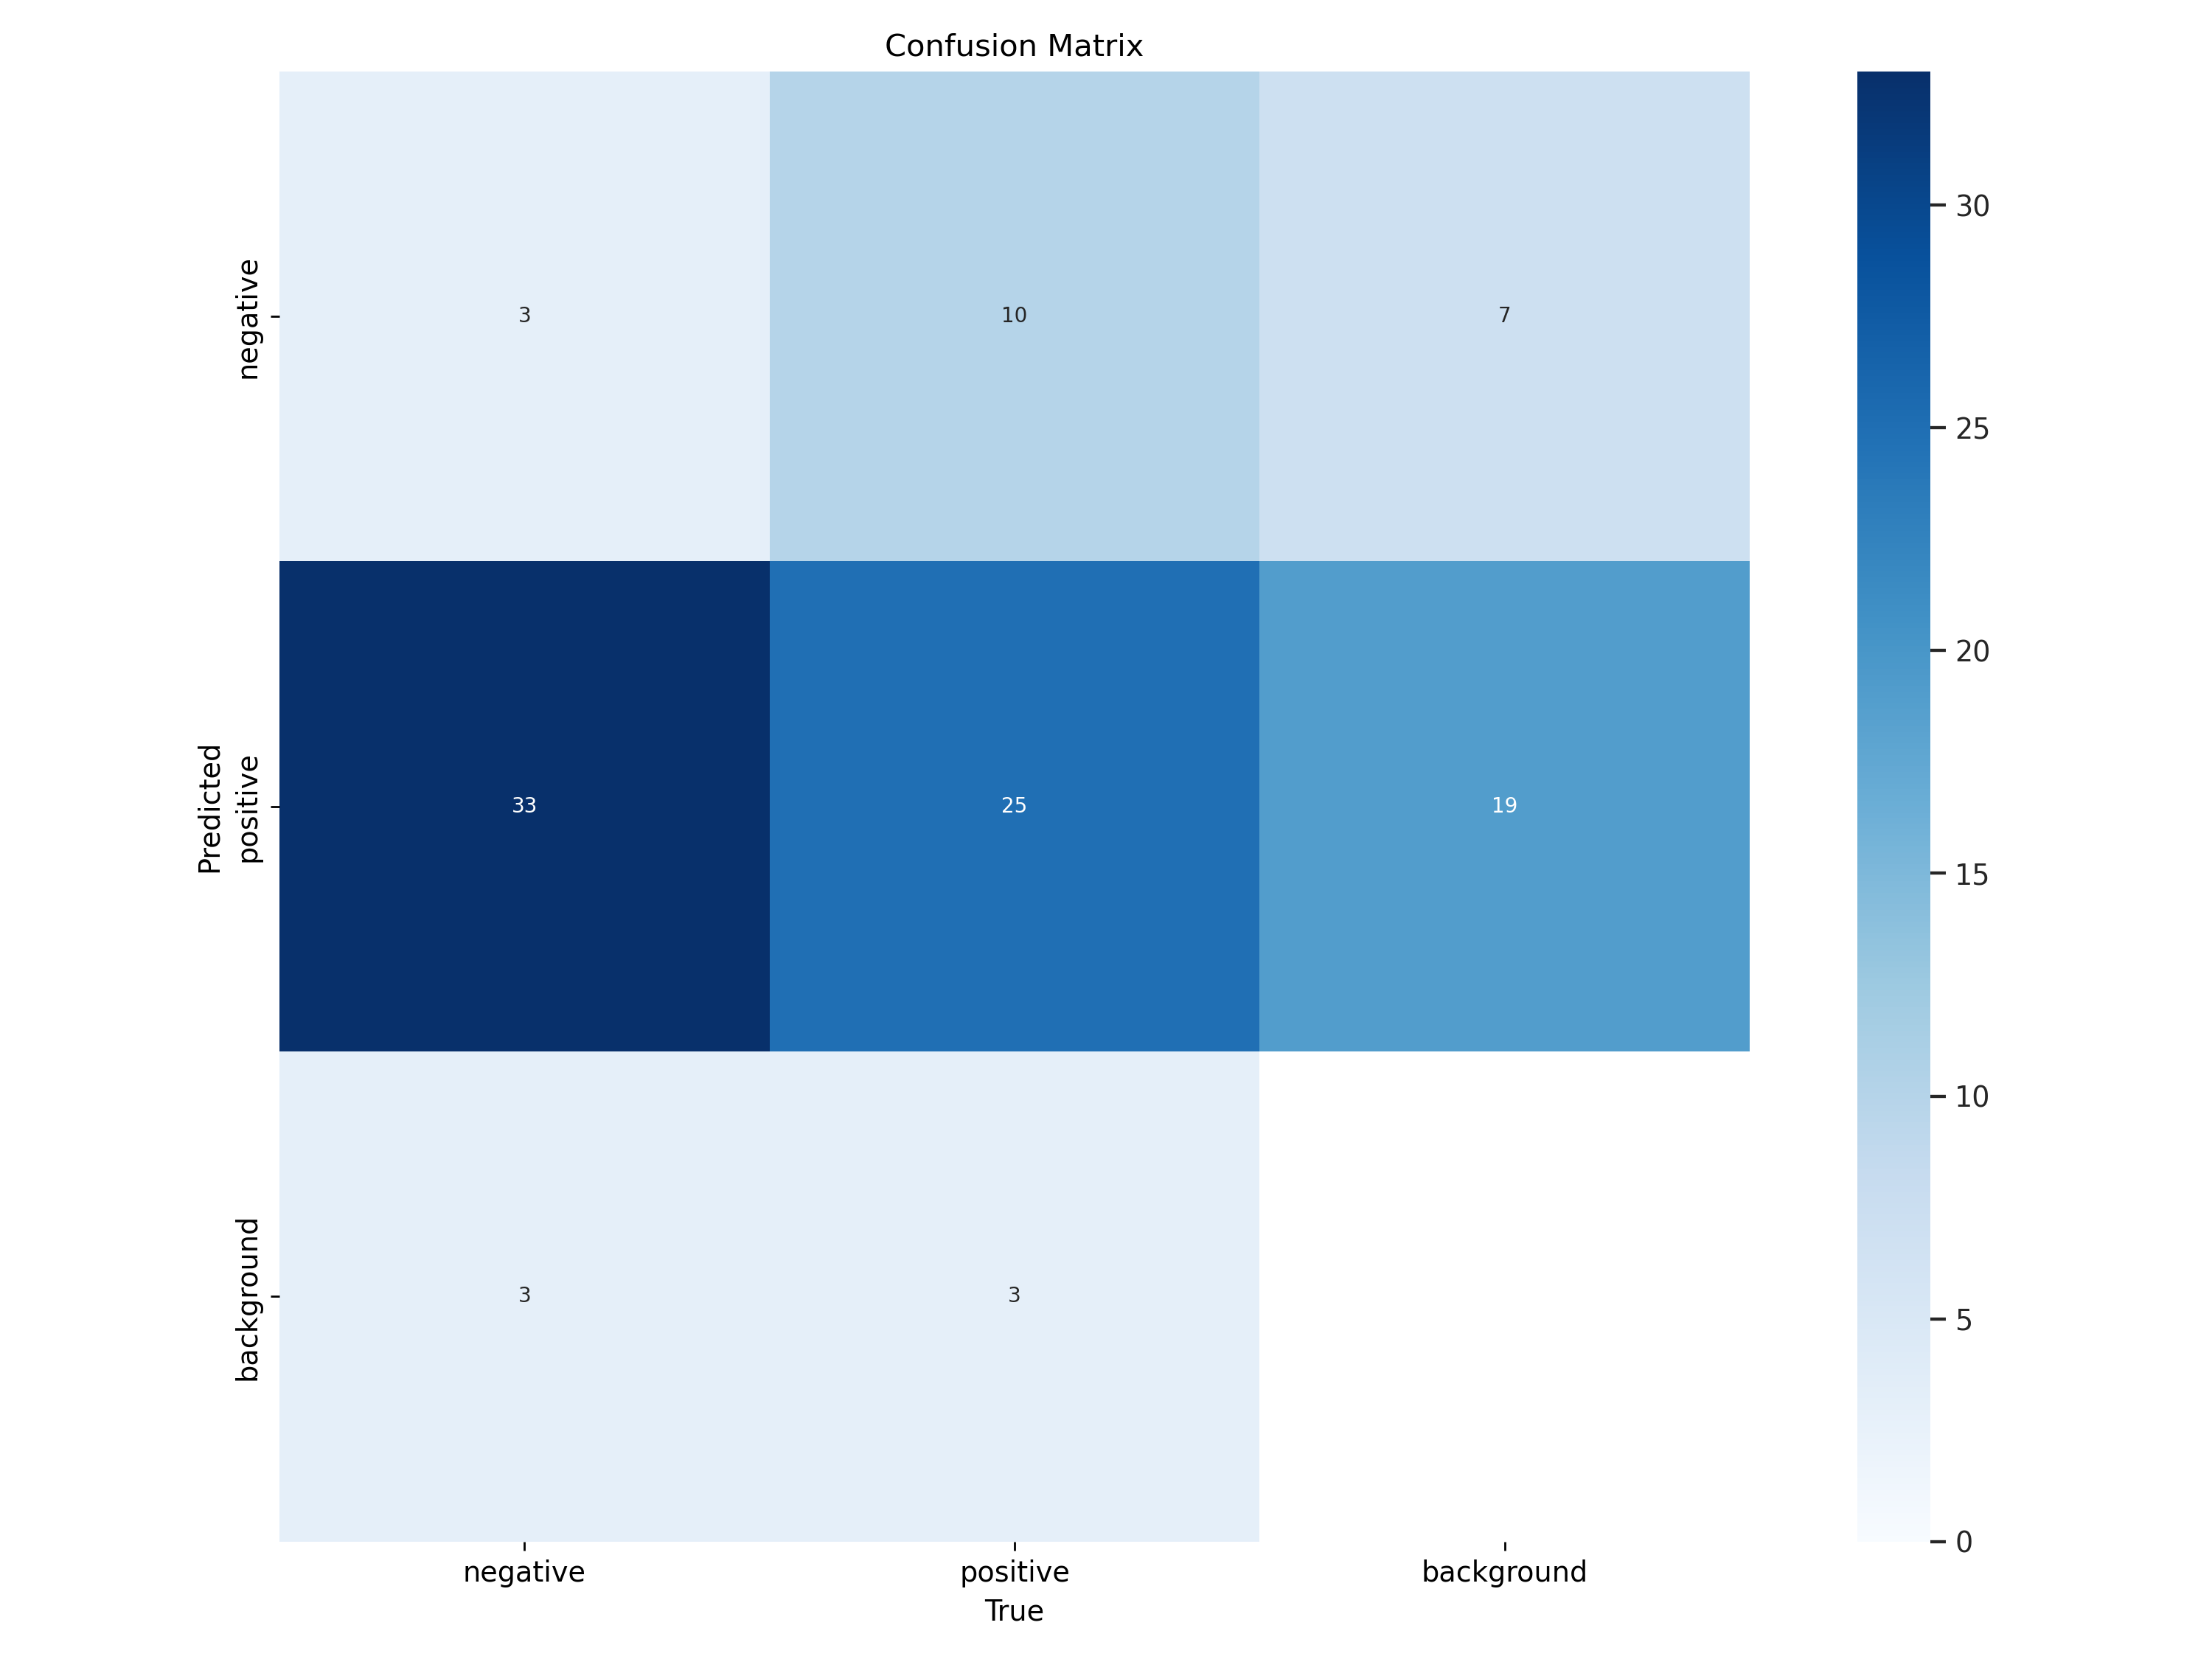 Confusion Matrix
negative
3
10
7
Predicted
positive
33
25
19
background
3
3
negative
positive
background
True
30
25
20
15
10
5
0